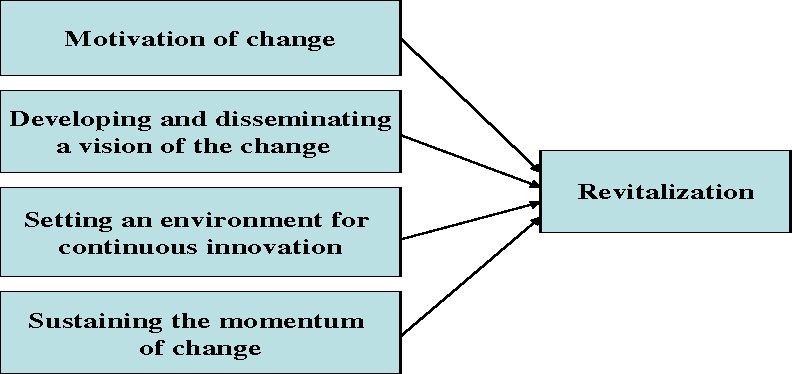 Motivation of change
Developing and disseminating
a vision of the change
Setting an environment for
continuous innovation
Sustaining the momentum
of change
Revitalization